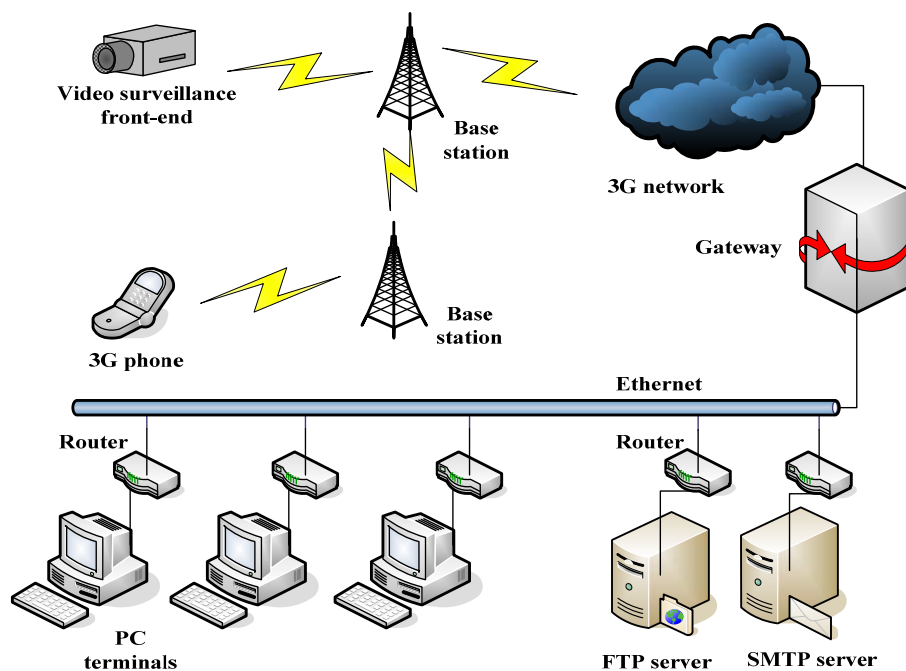 Video surveillance
front-end
Base
station
3G network
Gateway
3G phone
Base
station
Ethernet
Router
Router
PC
terminals
FTP server
SMTP server